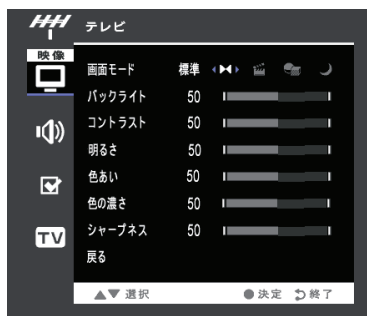 テレビ
映像
画面モード 標準
バックライト 50
コントラスト 50
明るさ 50
色あい 50
色の濃さ 50
シャープネス 50
戻る
TV
▲▼ 選択 ●決定 終了